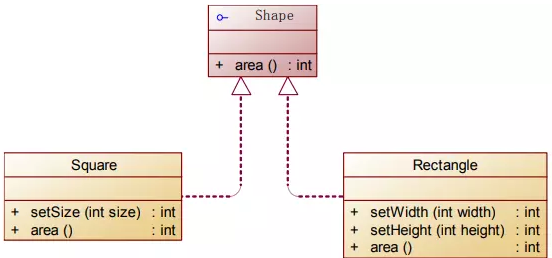 Shape
+ area () : int
Square
+ setSize (int size) : int
+ area () : int
Rectangle
+ setWidth (int width) : int
+ setHeight (int height) : int
+ area () : int